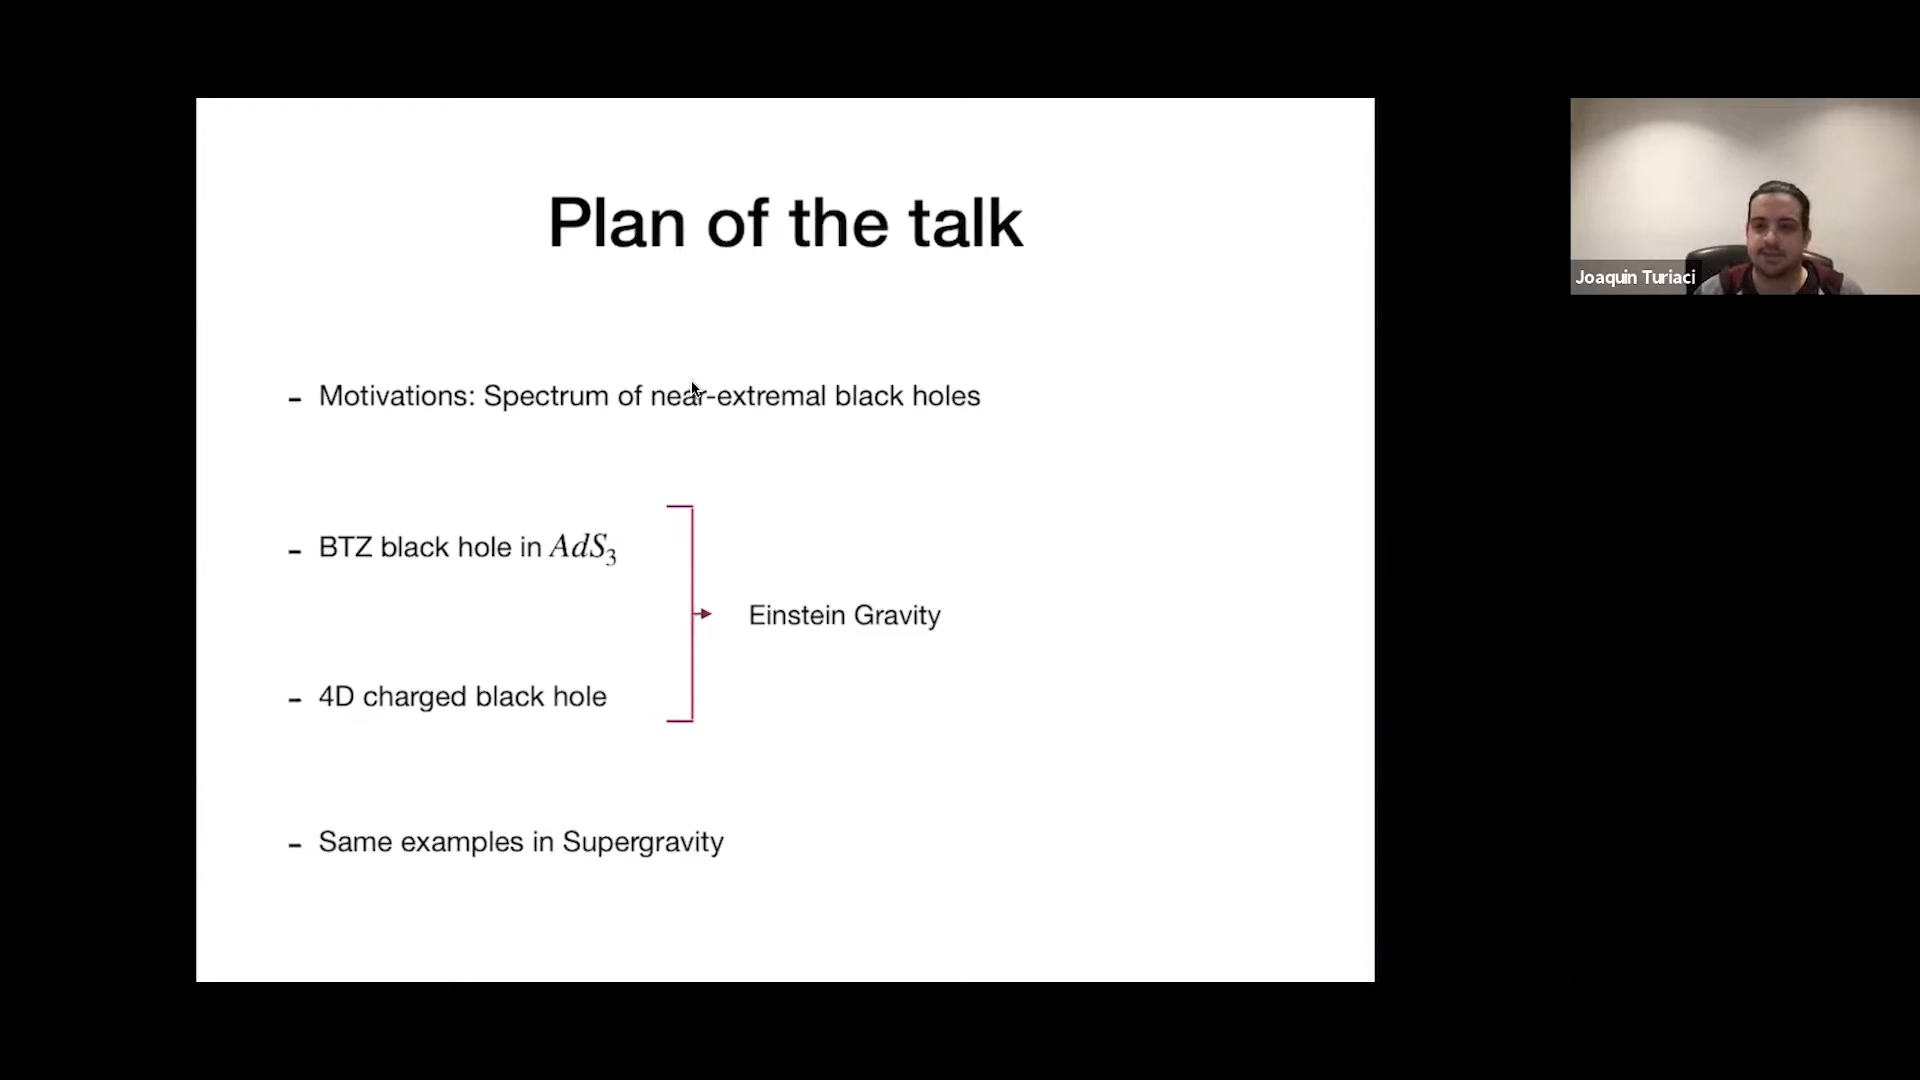 Plan of the talk
- Motivations: Spectrum of near-extremal black holes
- BTZ black hole in AdS₃
Einstein Gravity
- 4D charged black hole
- Same examples in Supergravity
Joaquin Turiaci